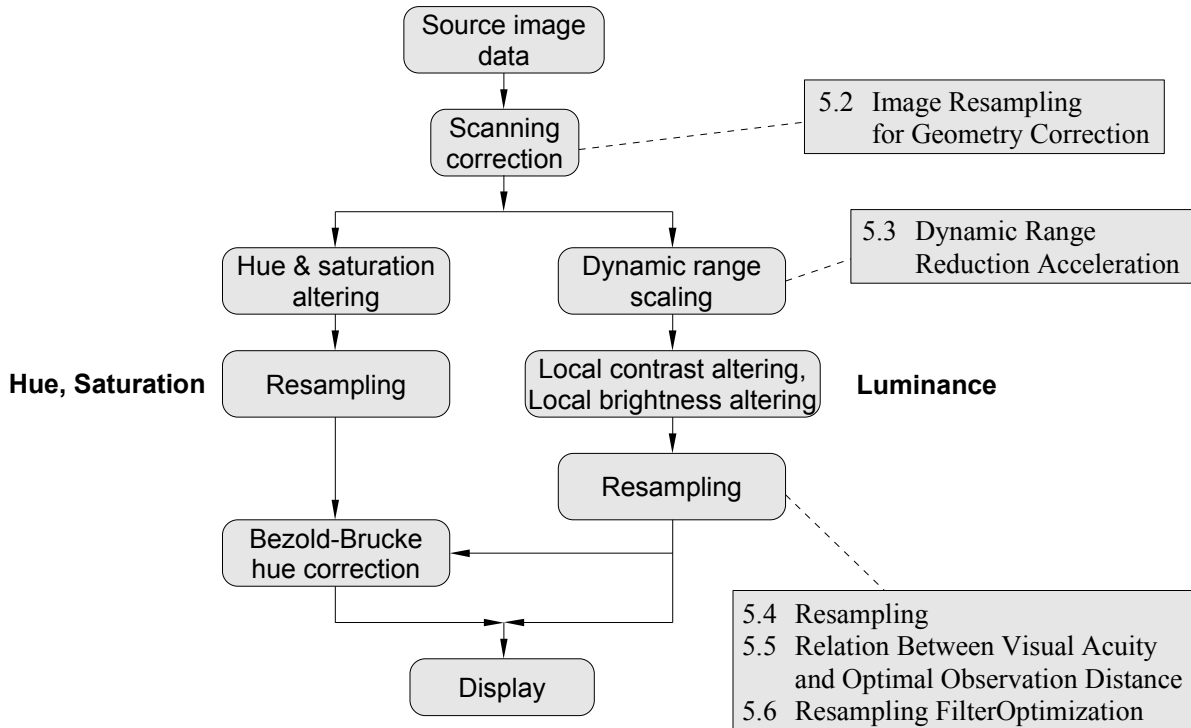 Source image
data
Scanning
correction
5.2 Image Resampling
for Geometry Correction
5.3 Dynamic Range
Reduction Acceleration
Hue & saturation
altering
Dynamic range
scaling
Hue, Saturation
Resampling
Local contrast altering,
Local brightness altering
Luminance
Resampling
Bezold-Brucke
hue correction
5.4 Resampling
5.5 Relation Between Visual Acuity
and Optimal Observation Distance
5.6 Resampling FilterOptimization
Display